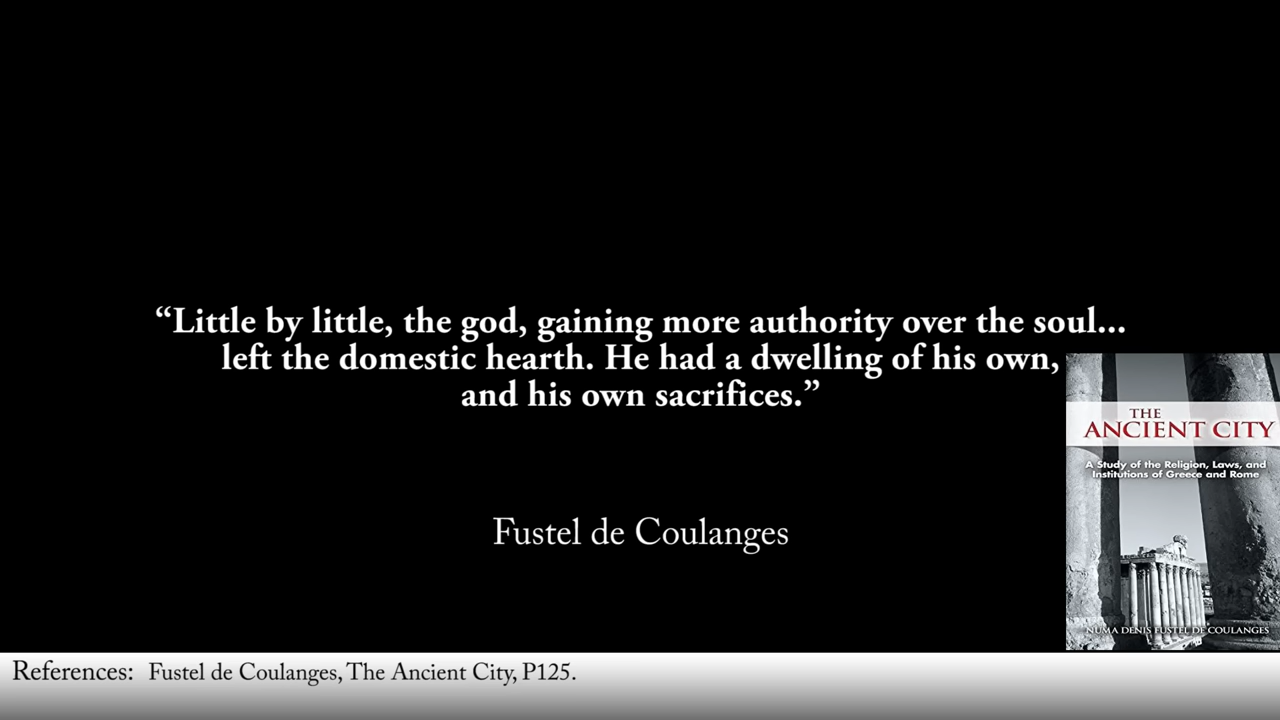 “Little by little, the god, gaining more authority over the soul...
left the domestic hearth. He had a dwelling of his own,
and his own sacrifices.”
Fustel de Coulanges
THE
ANCIENT CITY
A Study of the Religion, Laws, and
Institutions of Greece and Rome
NUMA DENIS FUSTEL DE COULANGES
References: Fustel de Coulanges, The Ancient City, P125.